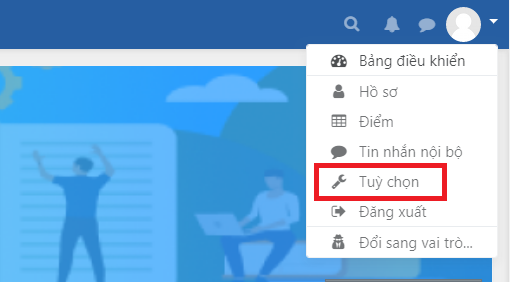 Bảng điều khiển
Hồ sơ
Điểm
Tin nhắn nội bộ
Tuỳ chọn
Đăng xuất
Đổi sang vai trò...